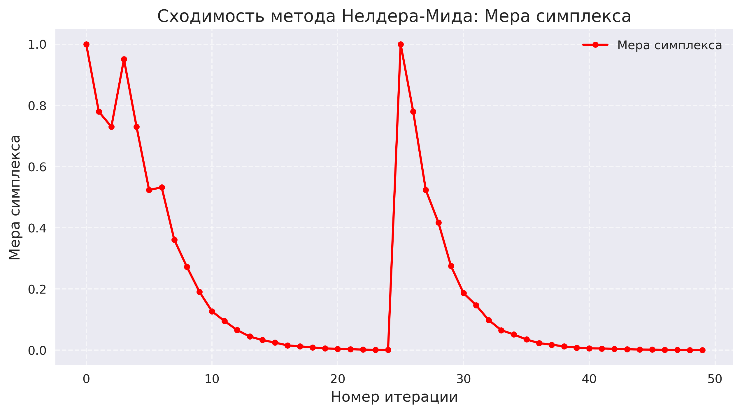 Сходимость метода Нелдера-Мида: Мера симплекса
Мера симплекса
1.0
0.8
0.6
0.4
0.2
0.0
Мера симплекса
0 10 20 30 40 50
Номер итерации